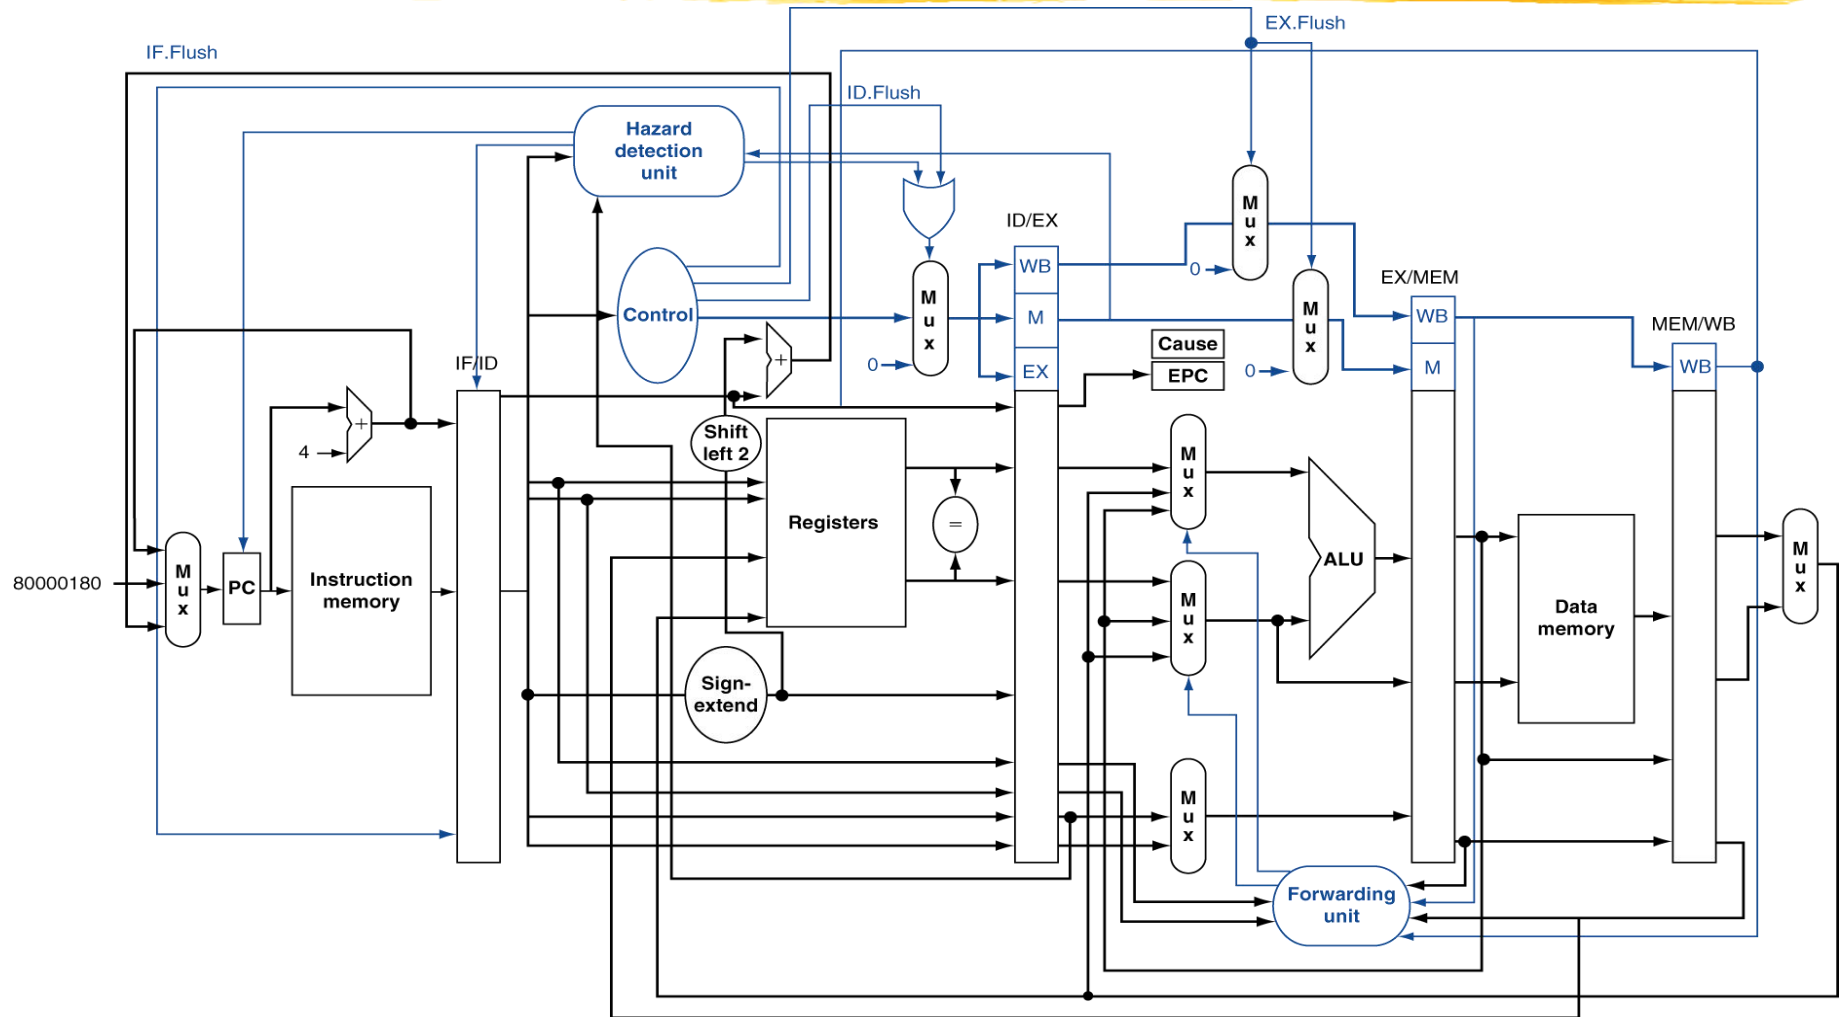 EX.Flush
IF.Flush
ID.Flush
Hazard
detection
unit
M
u
x
ID/EX
WB
0
EX/MEM
Control
M
u
x
M
M
u
x
WB
MEM/WB
Cause
IF/ID
+
0
EX
EPC
0
M
WB
+
4
Shift
left 2
M
u
x
Registers
=
M
u
x
80000180
PC
Instruction
memory
M
u
x
ALU
Data
memory
M
u
x
Sign-
extend
M
u
x
Forwarding
unit